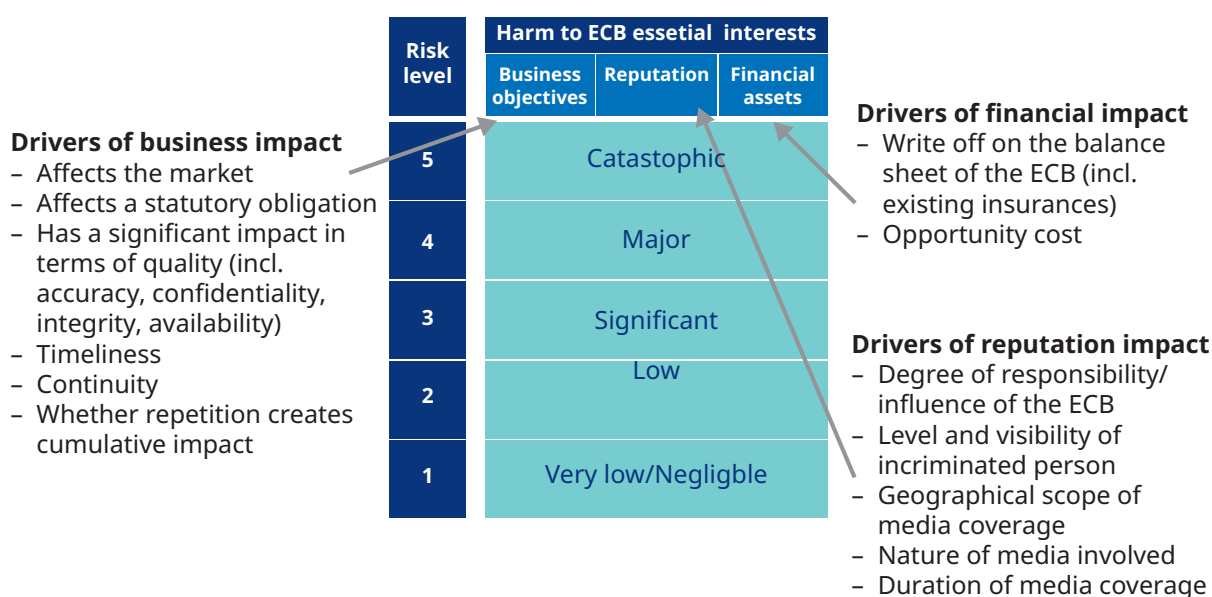 Risk
level
Harm to ECB essetial interests
Business
objectives
Reputation
Financial
assets
5
Catastophic
4
Major
3
Significant
2
Low
1
Very low/Negligble
Drivers of business impact
– Affects the market
– Affects a statutory obligation
– Has a significant impact in
terms of quality (incl.
accuracy, confidentiality,
integrity, availability)
– Timeliness
– Continuity
– Whether repetition creates
cumulative impact
Drivers of financial impact
– Write off on the balance
sheet of the ECB (incl.
existing insurances)
– Opportunity cost
Drivers of reputation impact
– Degree of responsibility/
influence of the ECB
– Level and visibility of
incriminated person
– Geographical scope of
media coverage
– Nature of media involved
– Duration of media coverage